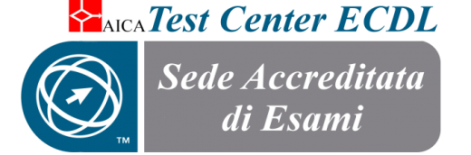 AICA Test Center ECDL
Sede Accreditata
di Esami
TM